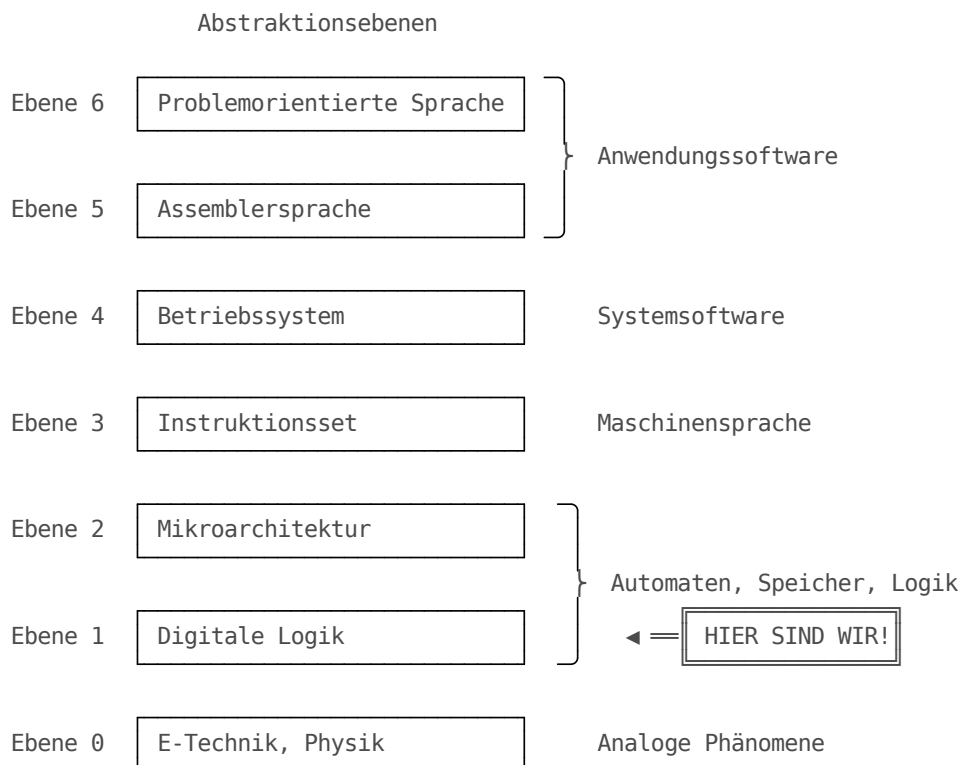 Abstraktionsebenen
Ebene 6 Problemorientierte Sprache
Anwendungssoftware
Ebene 5 Assemblersprache
Ebene 4 Betriebssystem Systemsoftware
Ebene 3 Instruktionsset Maschinensprache
Ebene 2 Mikroarchitektur
Automaten, Speicher, Logik
Ebene 1 Digitale Logik HIER SIND WIR!
Ebene 0 E-Technik, Physik Analoge Phänomene